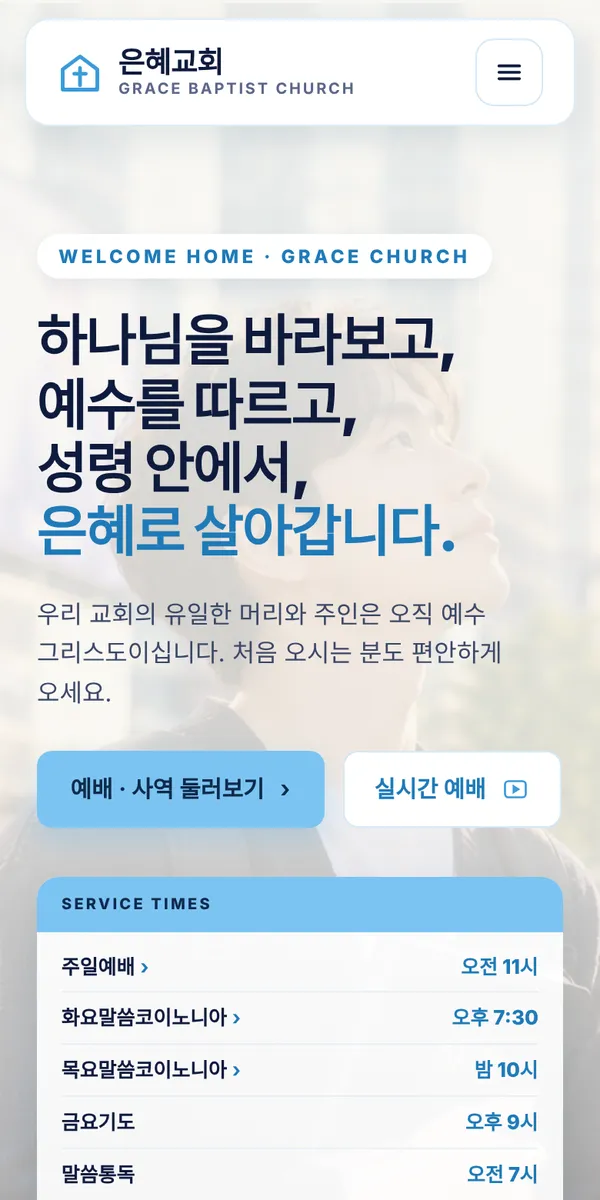 은혜교회
GRACE BAPTIST CHURCH
WELCOME HOME · GRACE CHURCH
하나님을 바라보고,
예수를 따르고,
성령 안에서,
은혜로 살아갑니다.
우리 교회의 유일한 머리와 주인은 오직 예수
그리스도이십니다. 처음 오시는 분도 편안하게
오세요.
예배 · 사역 둘러보기 ›
실시간 예배
SERVICE TIMES
주일예배 › 오전 11시
화요말씀코이노니아 › 오후 7:30
목요말씀코이노니아 › 밤 10시
금요기도 오후 9시
말씀통독 오전 7시